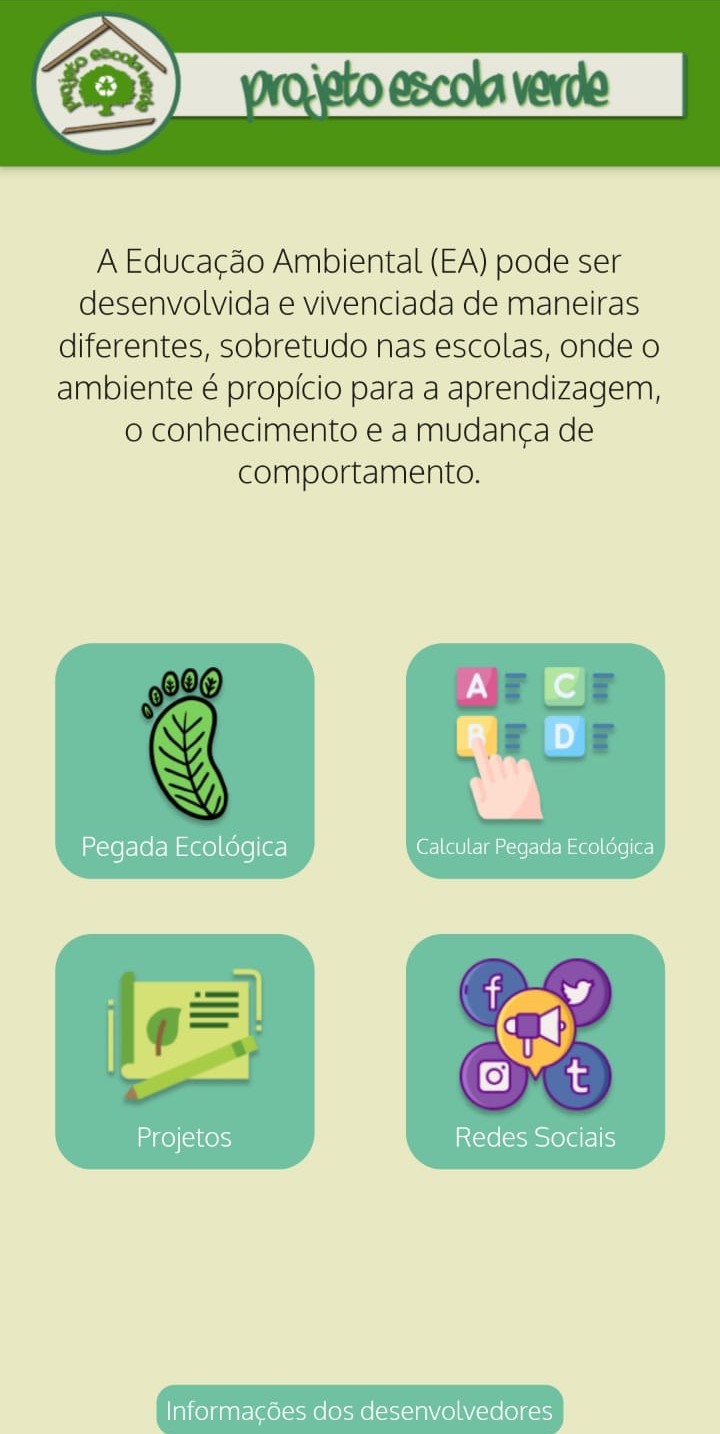 projeto escola verde
projeto escola verde
A Educação Ambiental (EA) pode ser
desenvolvida e vivenciada de maneiras
diferentes, sobretudo nas escolas, onde o
ambiente é propício para a aprendizagem,
o conhecimento e a mudança de
comportamento.
A C
B D
Pegada Ecológica
Calcular Pegada Ecológica
f
t
Projetos
Redes Sociais
Informações dos desenvolvedores